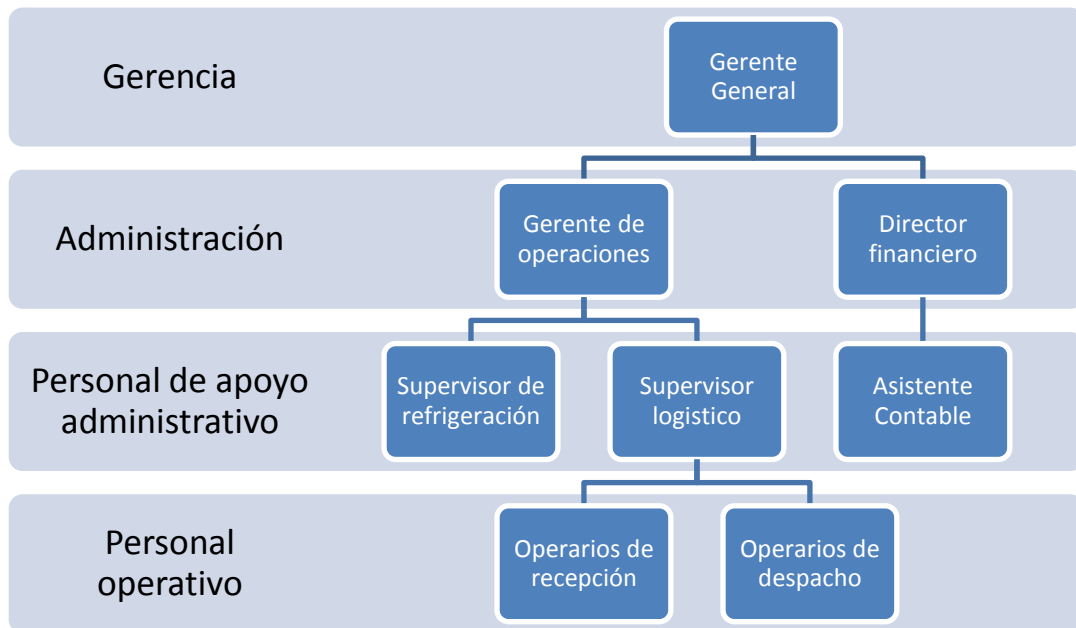 Gerencia
Gerente
General
Administración
Gerente de
operaciones
Director
financiero
Personal de apoyo
administrativo
Supervisor de
refrigeración
Supervisor
logistico
Asistente
Contable
Personal
operativo
Operarios de
recepción
Operarios de
despacho